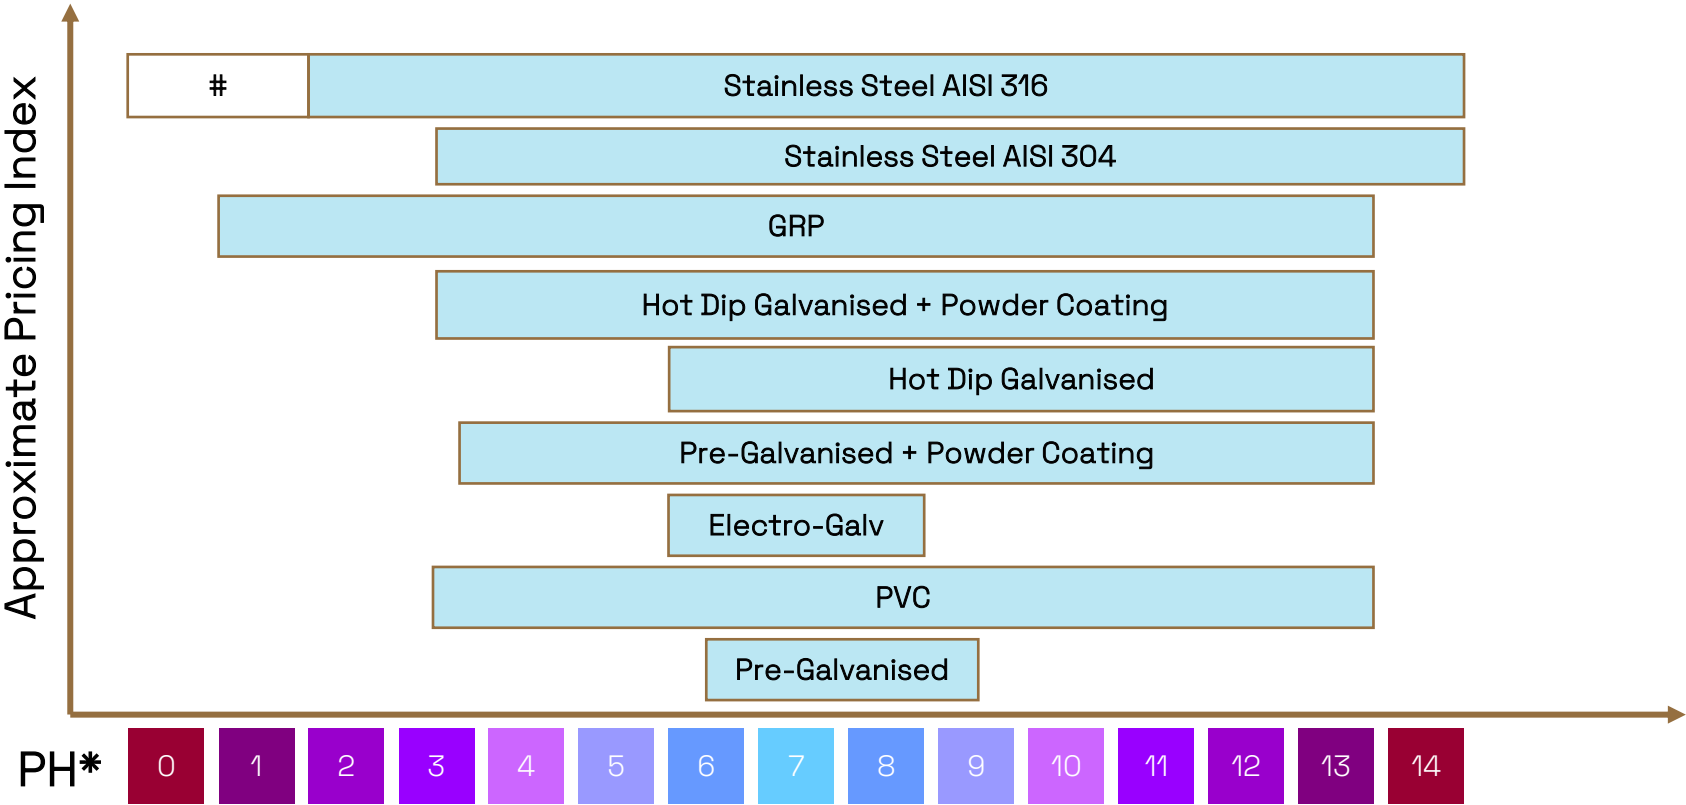 Approximate Pricing Index
#
Stainless Steel AISI 316
Stainless Steel AISI 304
GRP
Hot Dip Galvanised + Powder Coating
Hot Dip Galvanised
Pre-Galvanised + Powder Coating
Electro-Galv
PVC
Pre-Galvanised
PH* 0 1 2 3 4 5 6 7 8 9 10 11 12 13 14